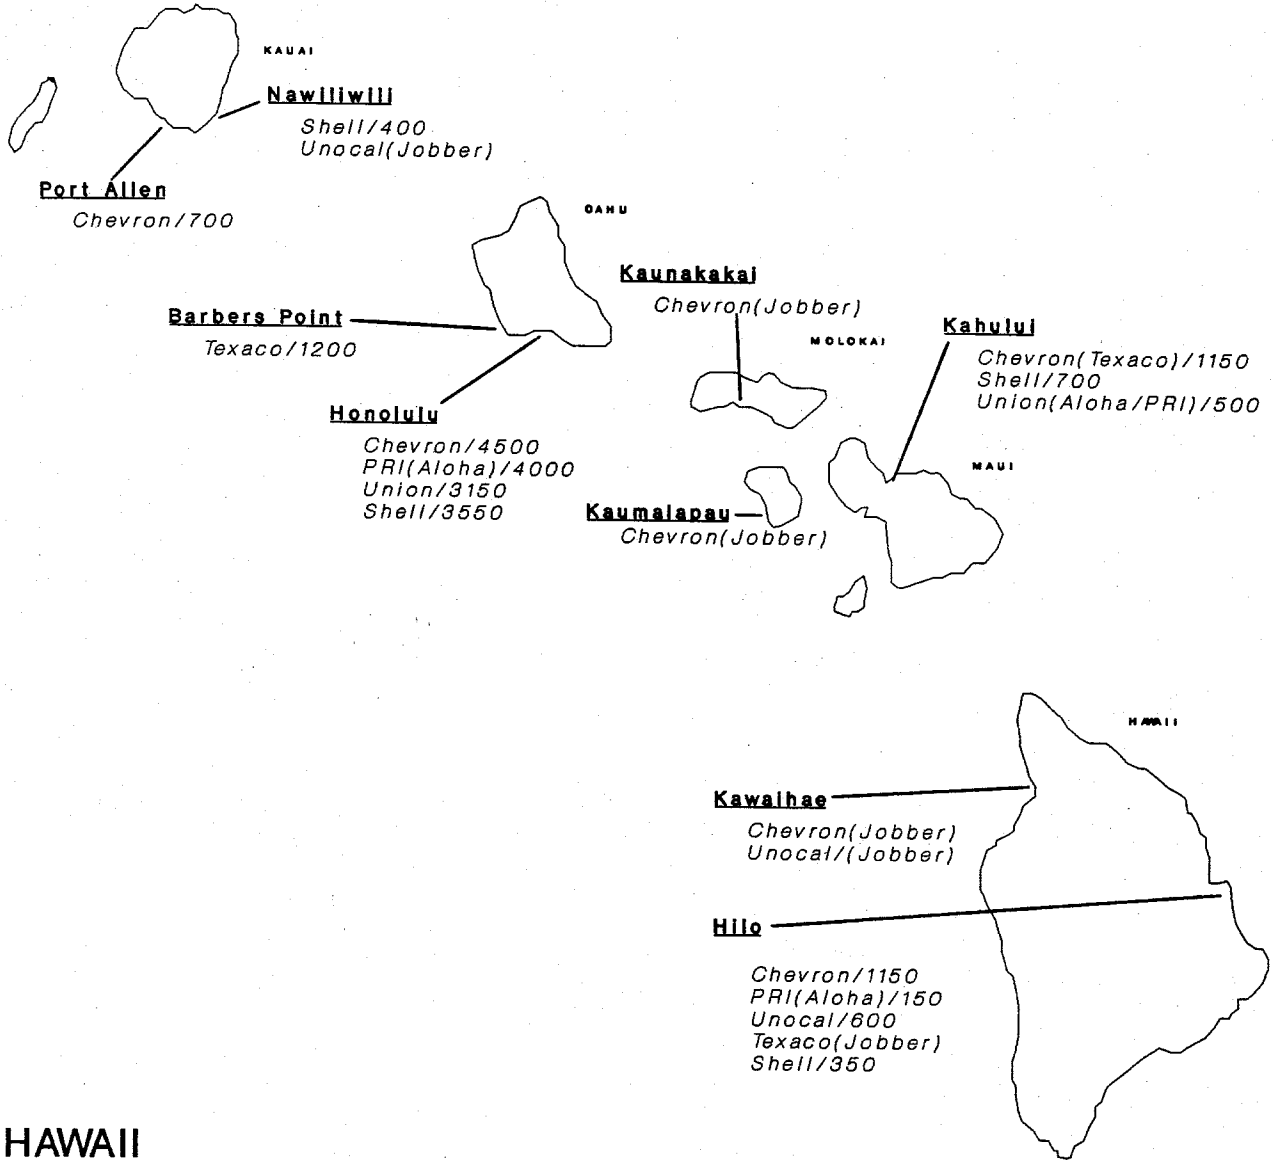 KAUAI
Nawiliwili
Shell/400
Unocal(Jobber)
Port Allen
Chevron/700
OAHU
Barbers Point
Texaco/1200
Honolulu
Chevron/4500
PRI(Aloha)/4000
Union/3150
Shell/3550
Kaunakakai
Chevron(Jobber)
MOLOKAI
Kahului
Chevron(Texaco)/1150
Shell/700
Union(Aloha/PRI)/500
MAUI
Kaumalapau
Chevron(Jobber)
HAWAII
Kawaihae
Chevron(Jobber)
Unocal/(Jobber)
Hilo
Chevron/1150
PRI(Aloha)/150
Unocal/600
Texaco(Jobber)
Shell/350
HAWAII